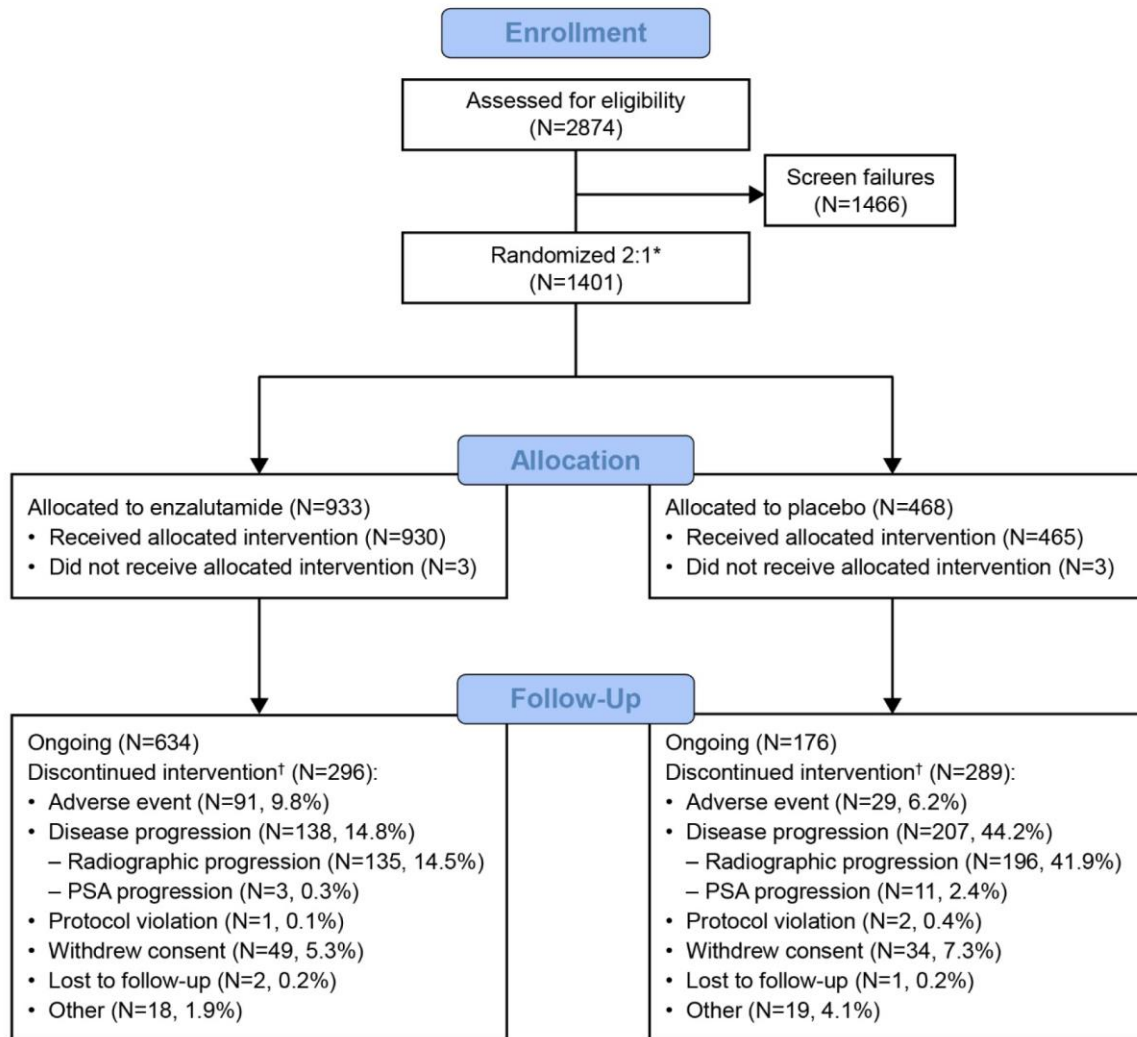 Enrollment
Assessed for eligibility
(N=2874)
Screen failures
(N=1466)
Randomized 2:1*
(N=1401)
Allocation
Allocated to enzalutamide (N=933)
• Received allocated intervention (N=930)
• Did not receive allocated intervention (N=3)
Allocated to placebo (N=468)
• Received allocated intervention (N=465)
• Did not receive allocated intervention (N=3)
Follow-Up
Ongoing (N=634)
Discontinued intervention† (N=296):
• Adverse event (N=91, 9.8%)
• Disease progression (N=138, 14.8%)
– Radiographic progression (N=135, 14.5%)
– PSA progression (N=3, 0.3%)
• Protocol violation (N=1, 0.1%)
• Withdrew consent (N=49, 5.3%)
• Lost to follow-up (N=2, 0.2%)
• Other (N=18, 1.9%)
Ongoing (N=176)
Discontinued intervention† (N=289):
• Adverse event (N=29, 6.2%)
• Disease progression (N=207, 44.2%)
– Radiographic progression (N=196, 41.9%)
– PSA progression (N=11, 2.4%)
• Protocol violation (N=2, 0.4%)
• Withdrew consent (N=34, 7.3%)
• Lost to follow-up (N=1, 0.2%)
• Other (N=19, 4.1%)